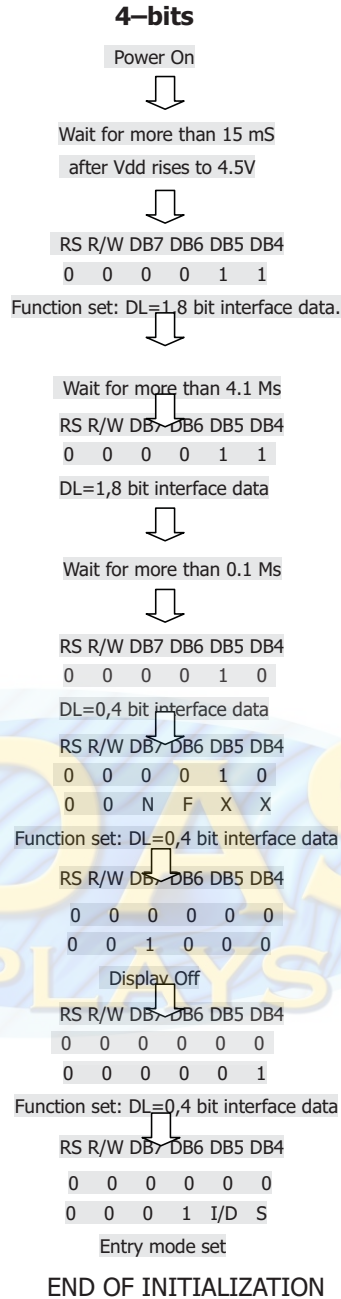 4–bits
Power On
Wait for more than 15 mS
after Vdd rises to 4.5V
RS R/W DB7 DB6 DB5 DB4
0 0 0 0 1 1
Function set: DL=1,8 bit interface data.
Wait for more than 4.1 Ms
RS R/W DB7 DB6 DB5 DB4
0 0 0 0 1 1
DL=1,8 bit interface data
Wait for more than 0.1 Ms
RS R/W DB7 DB6 DB5 DB4
0 0 0 0 1 0
DL=0,4 bit interface data
RS R/W DB7 DB6 DB5 DB4
0 0 0 0 1 0
0 0 N F X X
Function set: DL=0,4 bit interface data
RS R/W DB7 DB6 DB5 DB4
0 0 0 0 0 0
0 0 1 0 0 0
Display Off
RS R/W DB7 DB6 DB5 DB4
0 0 0 0 0 0
0 0 0 0 0 1
Function set: DL=0,4 bit interface data
RS R/W DB7 DB6 DB5 DB4
0 0 0 0 0 0
0 0 0 1 I/D S
Entry mode set
END OF INITIALIZATION